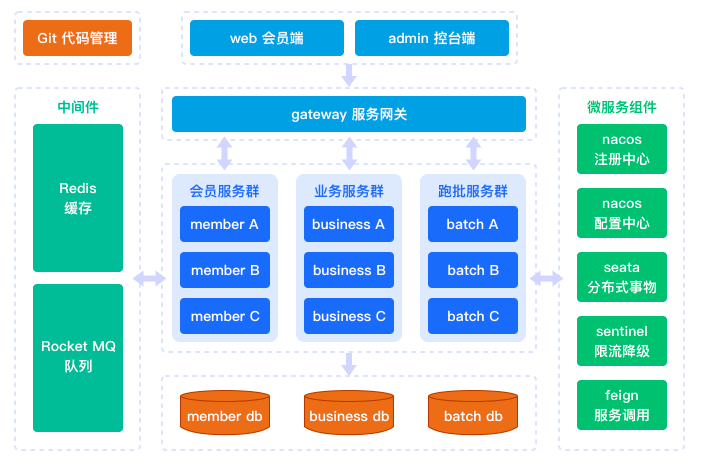 Git 代码管理
web 会员端
admin 控台端
gateway 服务网关
中间件
Redis
缓存
Rocket MQ
队列
会员服务群
member A
member B
member C
业务服务群
business A
business B
business C
跑批服务群
batch A
batch B
batch C
member db
business db
batch db
微服务组件
nacos
注册中心
nacos
配置中心
seata
分布式事物
sentinel
限流降级
feign
服务调用